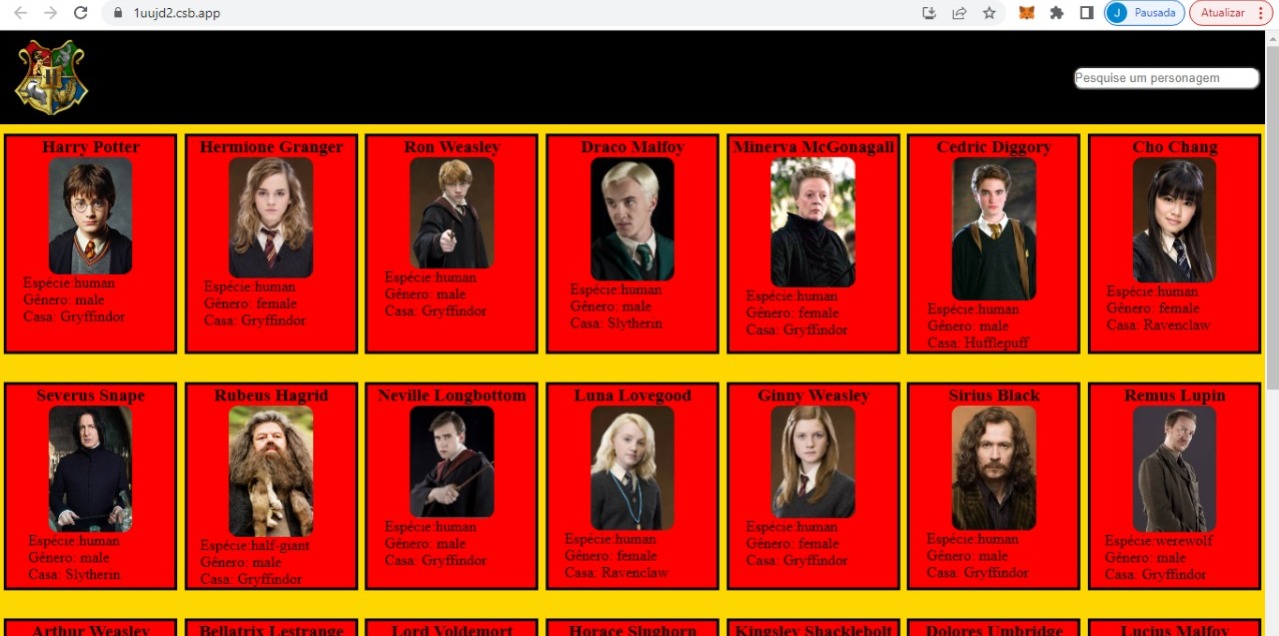 1uujd2.csb.app
J Pausada Atualizar
Pesquise um personagem
Harry Potter Hermione Granger Ron Weasley Draco Malfoy Minerva McGonagall Cedric Diggory Cho Chang
Espécie:human Espécie:human Espécie:human Espécie:human Espécie:human Espécie:human Espécie:human
Gênero: male Gênero: female Gênero: male Gênero: male Gênero: female Gênero: male Gênero: female
Casa: Gryffindor Casa: Gryffindor Casa: Gryffindor Casa: Slytherin Casa: Gryffindor Casa: Hufflepuff Casa: Ravenclaw
Severus Snape Rubeus Hagrid Neville Longbottom Luna Lovegood Ginny Weasley Sirius Black Remus Lupin
Espécie:human Espécie:half-giant Espécie:human Espécie:human Espécie:human Espécie:human Espécie:werewolf
Gênero: male Gênero: male Gênero: male Gênero: female Gênero: female Gênero: male Gênero: male
Casa: Slytherin Casa: Gryffindor Casa: Gryffindor Casa: Ravenclaw Casa: Gryffindor Casa: Gryffindor Casa: Gryffindor
Arthur Weasley Bellatrix Lestrange Lord Voldemort Horace Slughorn Kingsley Shacklebolt Dolores Umbridge Lucius Malfoy